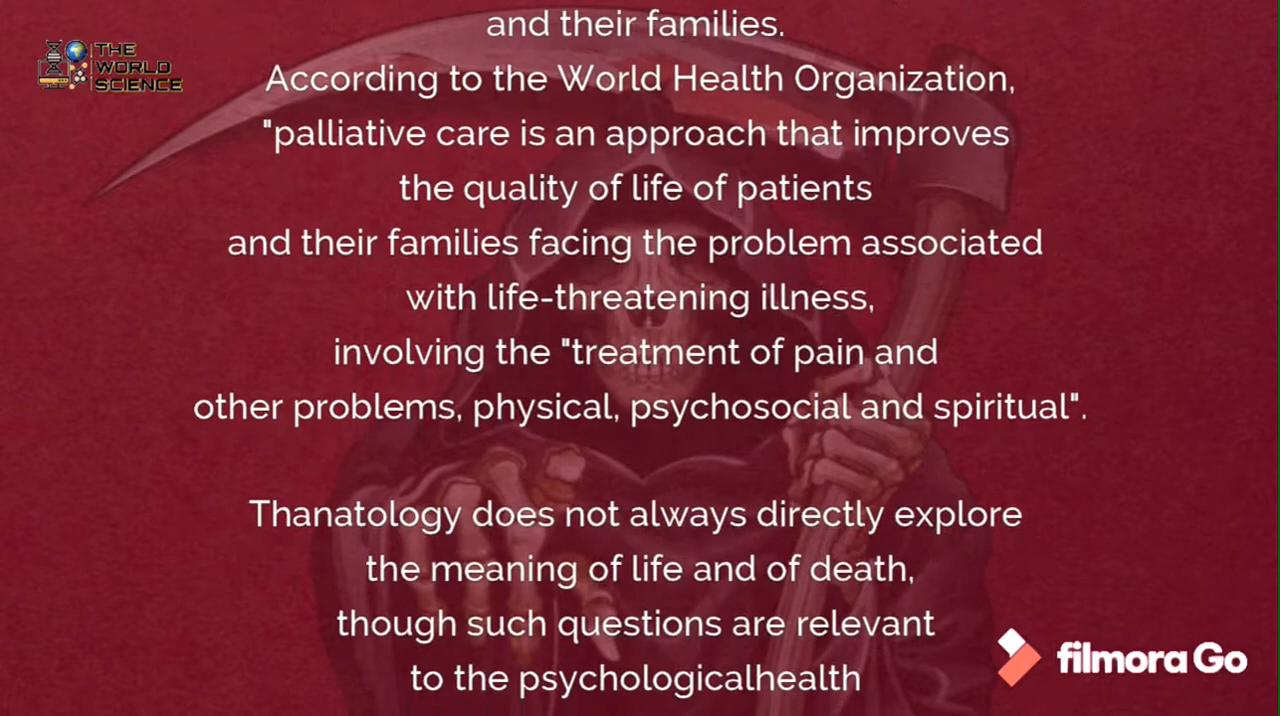 THE
WORLD
SCIENCE
and their families.
According to the World Health Organization,
"palliative care is an approach that improves
the quality of life of patients
and their families facing the problem associated
with life-threatening illness,
involving the "treatment of pain and
other problems, physical, psychosocial and spiritual".
Thanatology does not always directly explore
the meaning of life and of death,
though such questions are relevant
to the psychologicalhealth
filmora Go